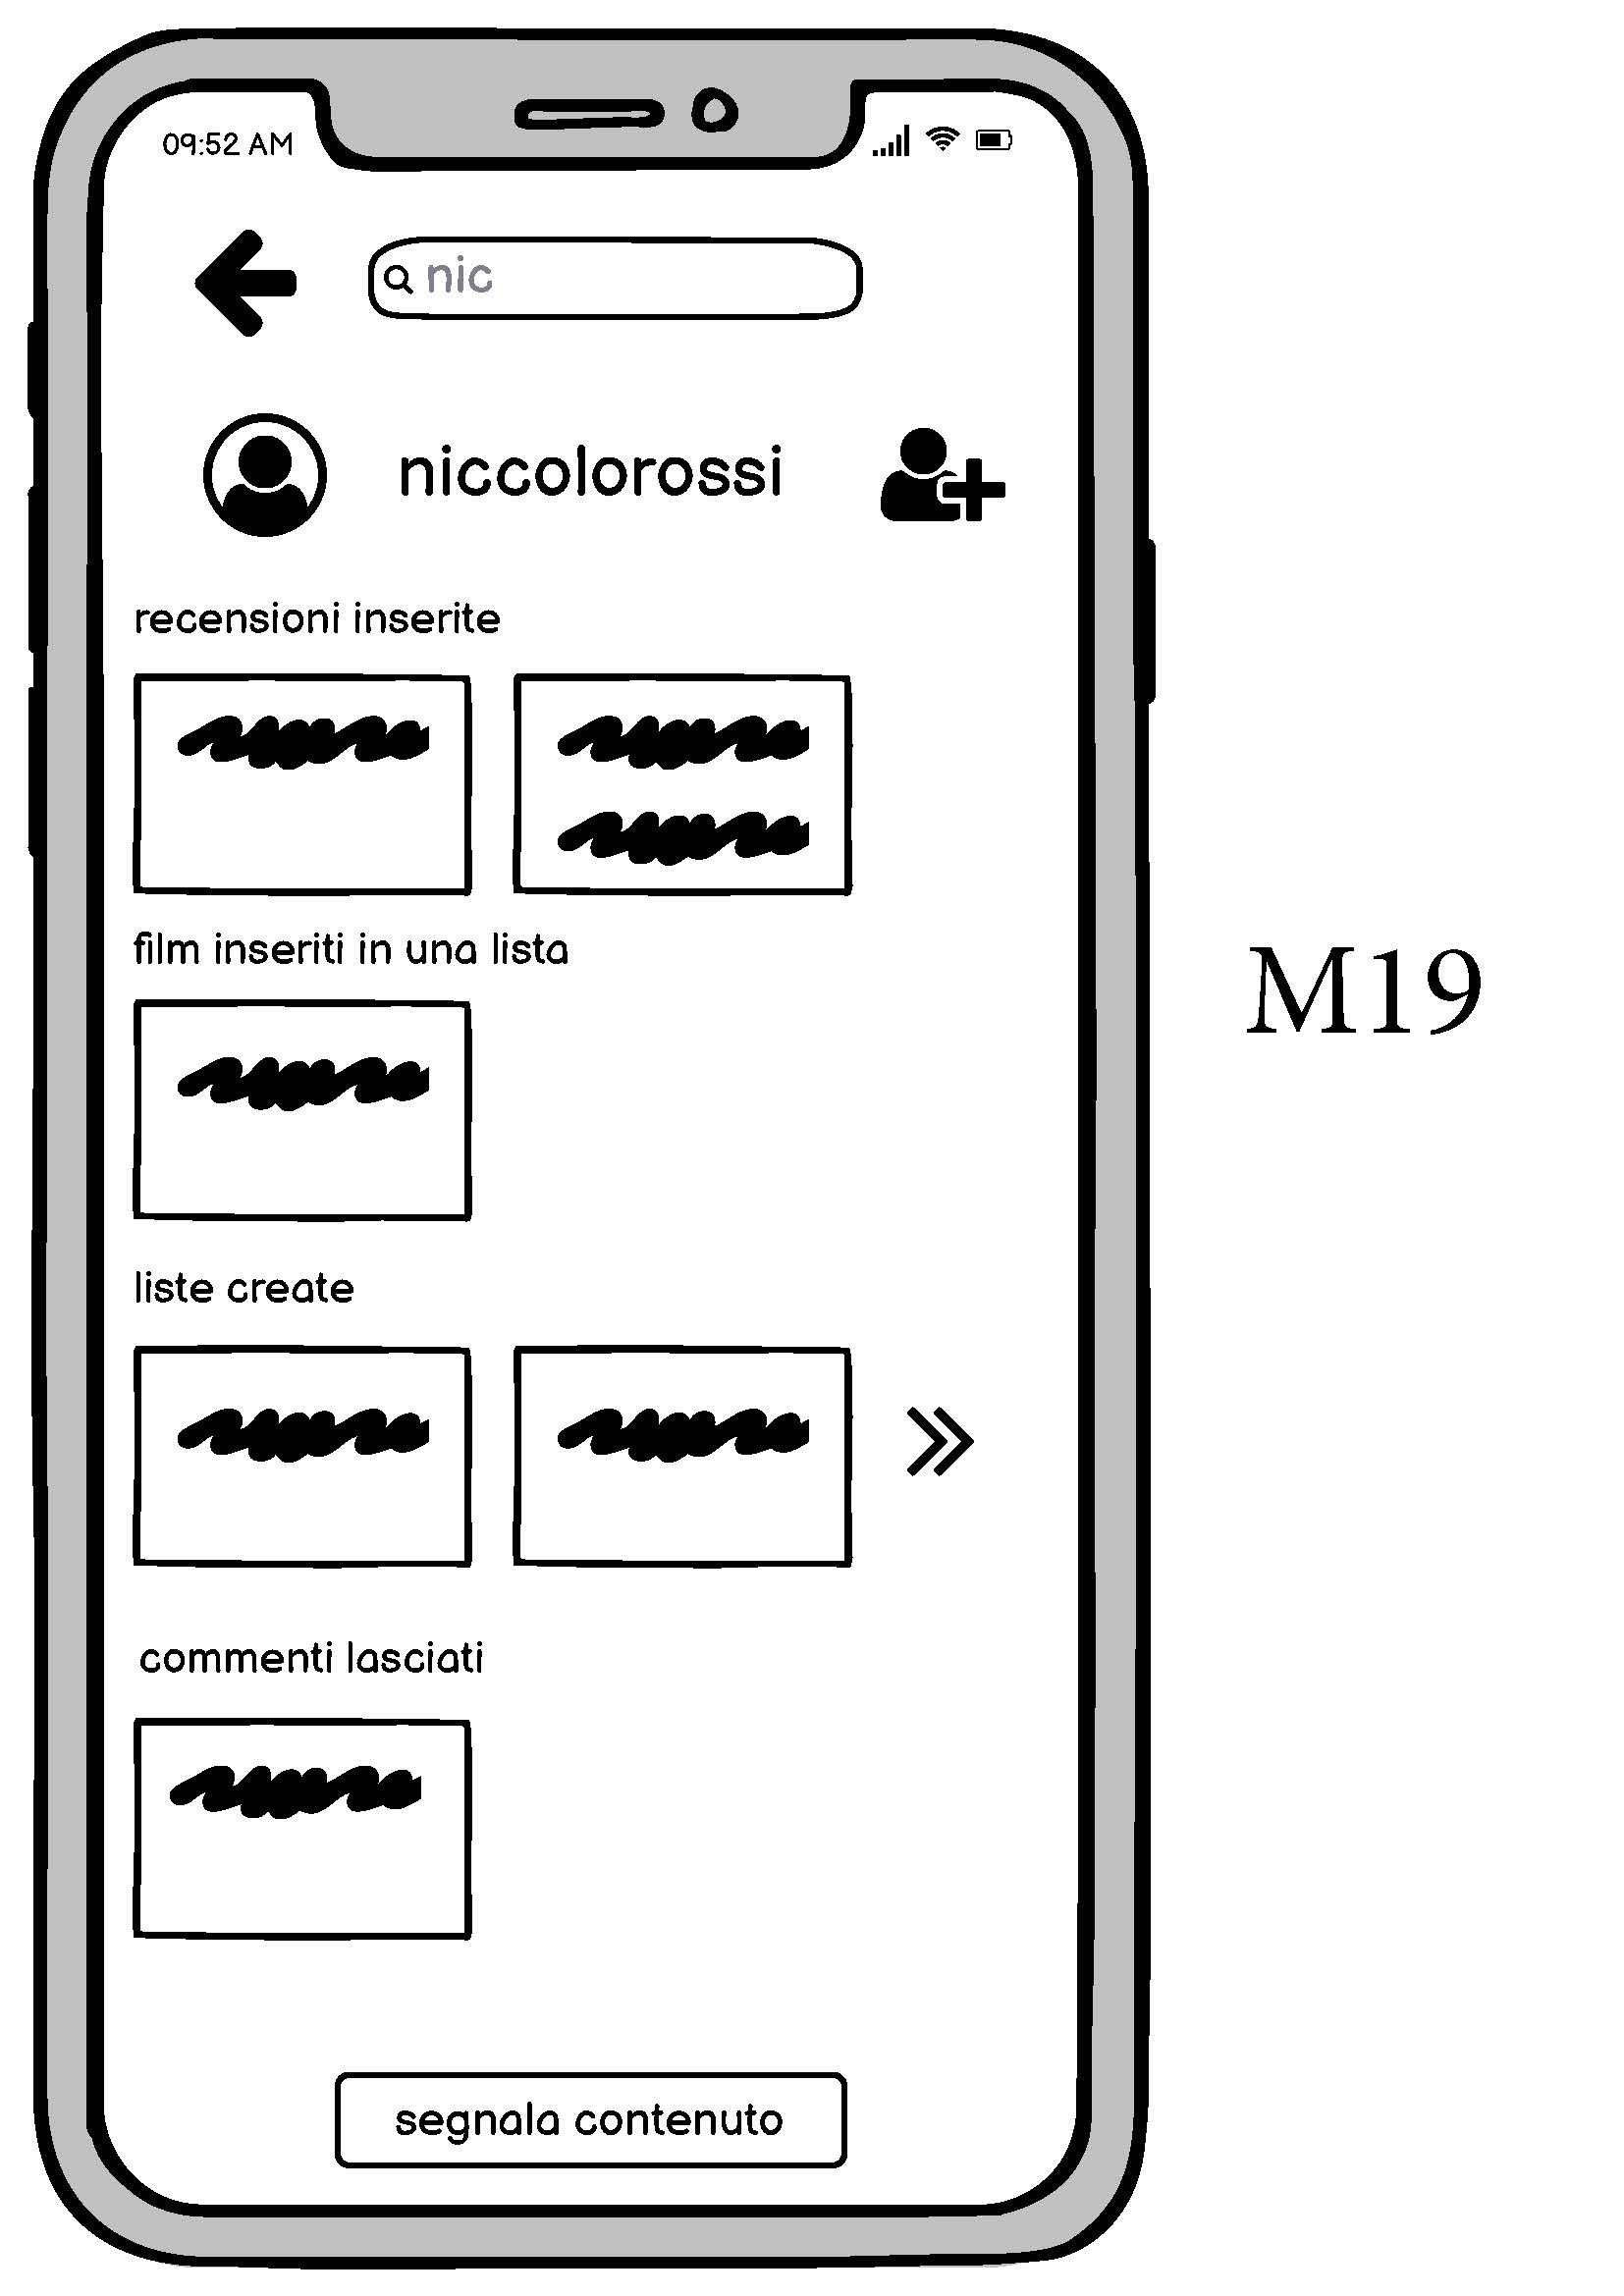 09:52 AM
nic
niccolorossi
recensioni inserite
film inseriti in una lista
M19
liste create
commenti lasciati
segnala contenuto